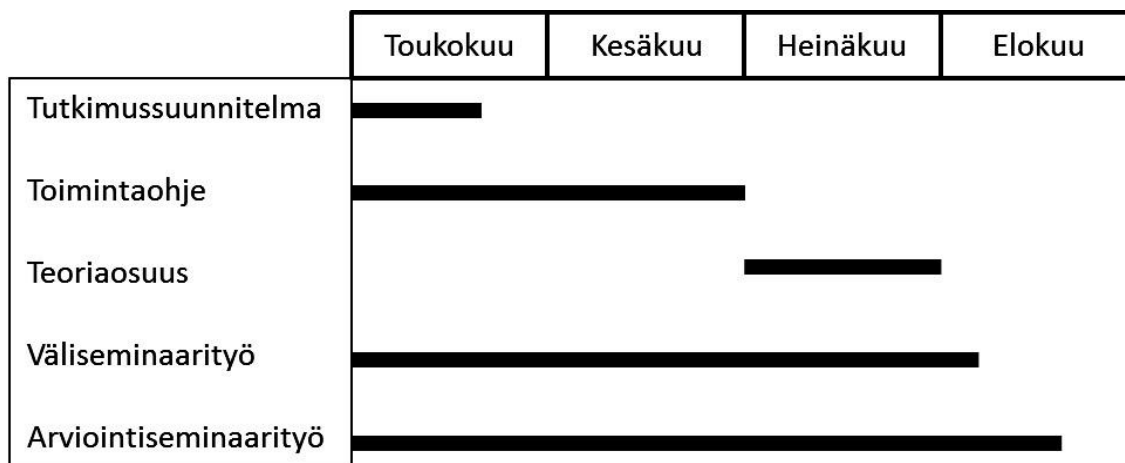 Toukokuu Kesäkuu Heinäkuu Elokuu
Tutkimussuunnitelma
Toimintaohje
Teoriaosuus
Väliseminaarityö
Arviointiseminaarityö